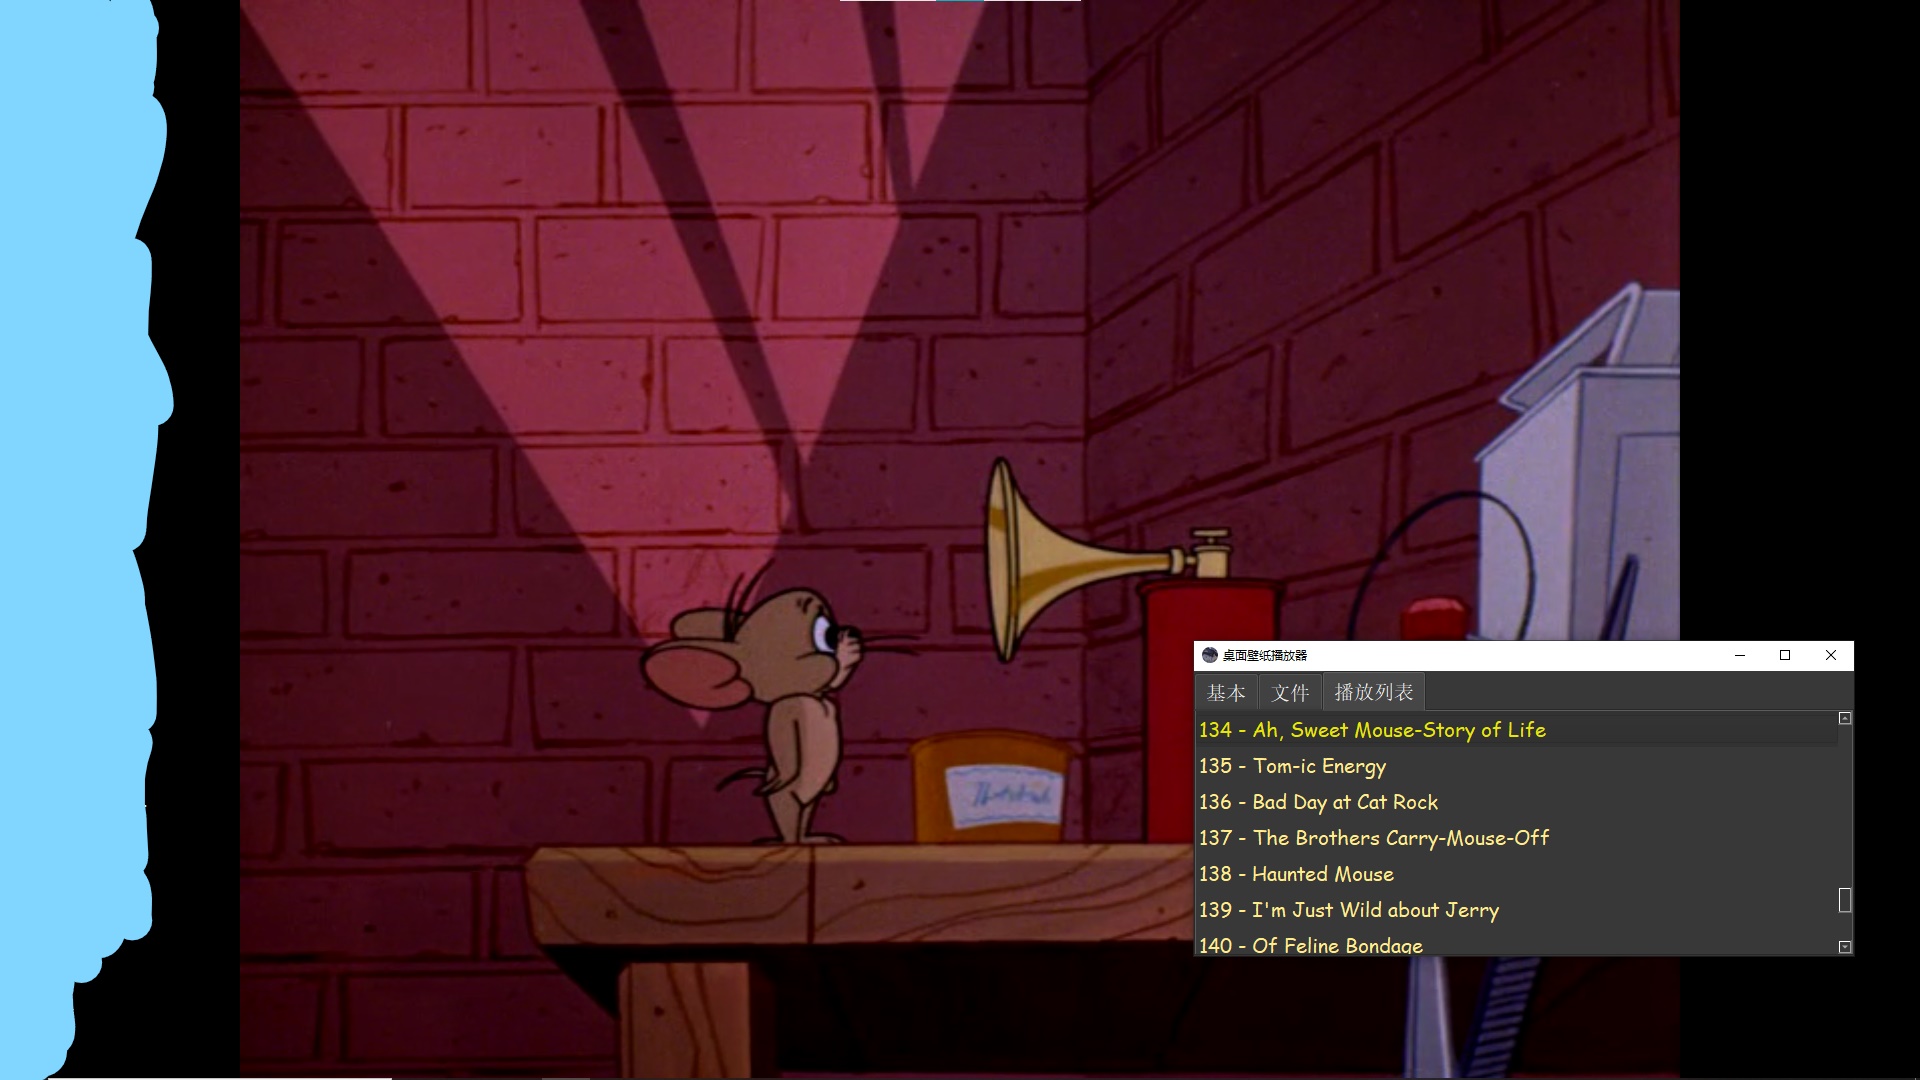 桌面壁纸播放器
基本 文件 播放列表
134 - Ah, Sweet Mouse-Story of Life
135 - Tom-ic Energy
136 - Bad Day at Cat Rock
137 - The Brothers Carry-Mouse-Off
138 - Haunted Mouse
139 - I'm Just Wild about Jerry
140 - Of Feline Bondage